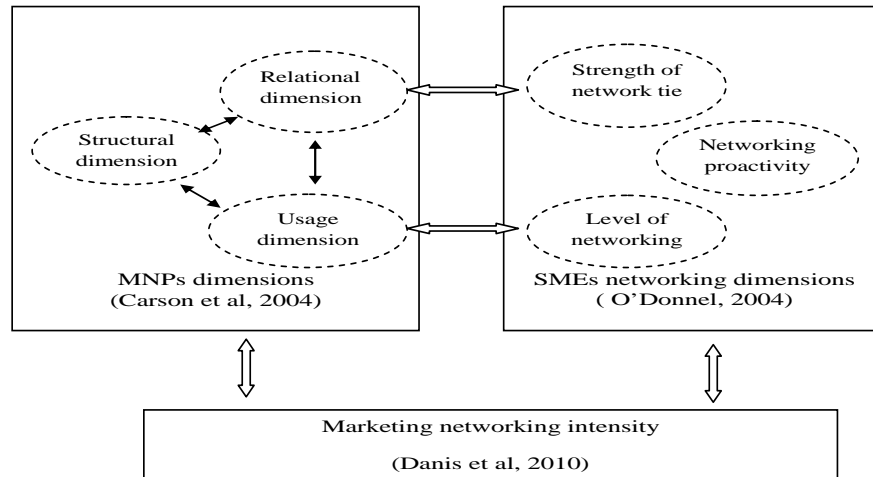 Relational
dimension
Structural
dimension
Usage
dimension
MNPs dimensions
(Carson et al, 2004)
Strength of
network tie
Networking
proactivity
Level of
networking
SMEs networking dimensions
( O’Donnel, 2004)
Marketing networking intensity
(Danis et al, 2010)